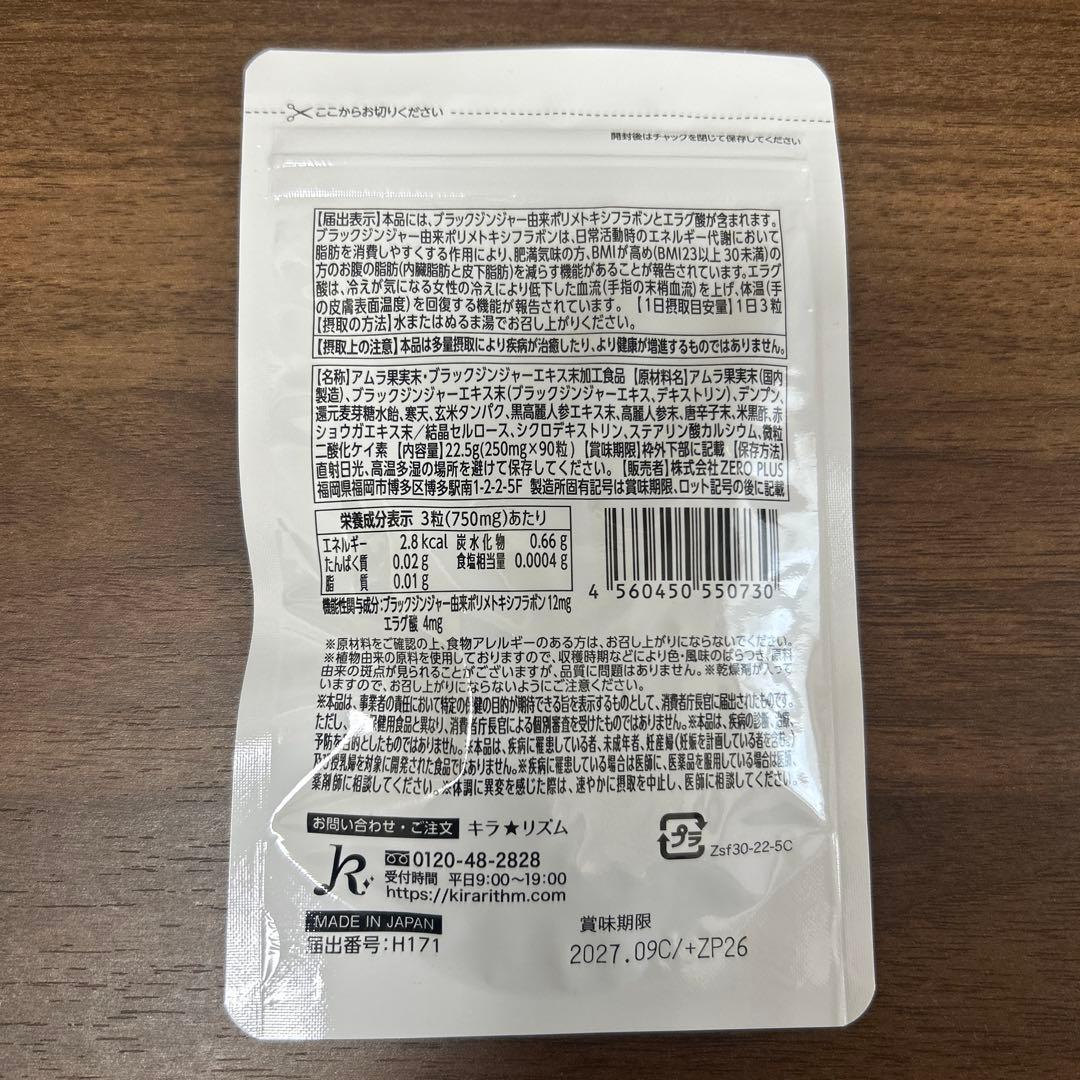 ここからお切りください
開封後はチャックを閉じて保存してください
【届出表示】本品には、ブラックジンジャー由来ポリメトキシフラボンとエラグ酸が含まれます。
ブラックジンジャー由来ポリメトキシフラボンは、日常活動時のエネルギー代謝において
脂肪を消費しやすくする作用により、肥満気味の方、BMIが高め(BMI23以上30未満)の
方のお腹の脂肪(内臓脂肪と皮下脂肪)を減らす機能があることが報告されています。エラグ
酸は、冷えが気になる女性の冷えにより低下した血流(手指の末梢血流)を上げ、体温(手
の皮膚表面温度)を回復する機能が報告されています。【1日摂取目安量】1日3粒
【摂取の方法】水またはぬるま湯でお召し上がりください。
【摂取上の注意】本品は多量摂取により疾病が治癒したり、より健康が増進するものではありません。
【名称】アムラ果実末・ブラックジンジャーエキス末加工食品【原材料名】アムラ果実末(国内
製造)、ブラックジンジャーエキス末(ブラックジンジャーエキス、デキストリン)、デンプン、
還元麦芽糖水飴、寒天、玄米タンパク、黒高麗人参エキス末、高麗人参末、唐辛子末、米黒酢、赤
ショウガエキス末/結晶セルロース、シクロデキストリン、ステアリン酸カルシウム、微粒
二酸化ケイ素【内容量】22.5g(250mg×90粒)【賞味期限】枠外下部に記載【保存方法】
直射日光、高温多湿の場所を避けて保存してください。【販売者】株式会社ZERO PLUS
福岡県福岡市博多区博多駅南1-2-2-5F 製造所固有記号は賞味期限、ロット記号の後に記載
栄養成分表示 3粒(750mg)あたり
エネルギー 2.8kcal 炭水化物 0.66g
たんぱく質 0.02g 食塩相当量 0.0004g
脂質 0.01g
機能性関与成分:ブラックジンジャー由来ポリメトキシフラボン 12mg
エラグ酸 4mg
4 560450 550730
※原材料をご確認の上、食物アレルギーのある方は、お召し上がりにならないでください。
※植物由来の原料を使用しておりますので、収穫時期などにより色・風味のばらつき、原料
由来の斑点が見られることがございますが、品質に問題はありません。※乾燥剤が入って
いますので、お召し上がりにならないようにご注意ください。
※本品は、事業者の責任において特定の保健の目的が期待できる旨を表示するものとして、消費者庁長官に届出されたものです。
ただし、健用食品と異なり、消費者庁長官による個別審査を受けたものではありません。※本品は、疾病の診断、治療、
予防を目的としたものではありません。※本品は、疾病に罹患している者、未成年者、妊産婦(妊娠を計画している者を含む。)
及び授乳婦を対象に開発された食品ではありません。※疾病に罹患している場合は医師に、医薬品を服用している場合は医師、
薬剤師に相談してください。※体調に異変を感じた際は、速やかに摂取を中止し、医師に相談してください。
お問い合わせ・ご注文 キラ★リズム
0120-48-2828
受付時間 平日9:00〜19:00
https://kirarithm.com
プラ
Zsf30-22-5C
MADE IN JAPAN
届出番号:H171
賞味期限
2027.09C/+ZP26